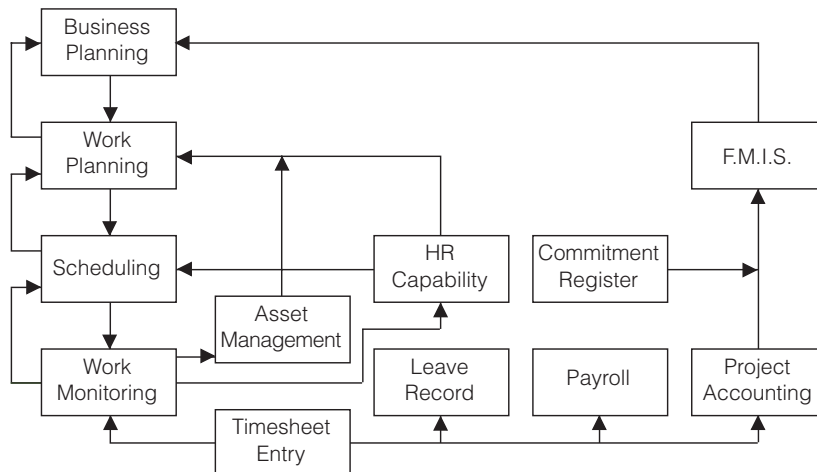 Business
Planning
Work
Planning
F.M.I.S.
Scheduling
HR
Capability
Commitment
Register
Asset
Management
Work
Monitoring
Leave
Record
Payroll
Project
Accounting
Timesheet
Entry